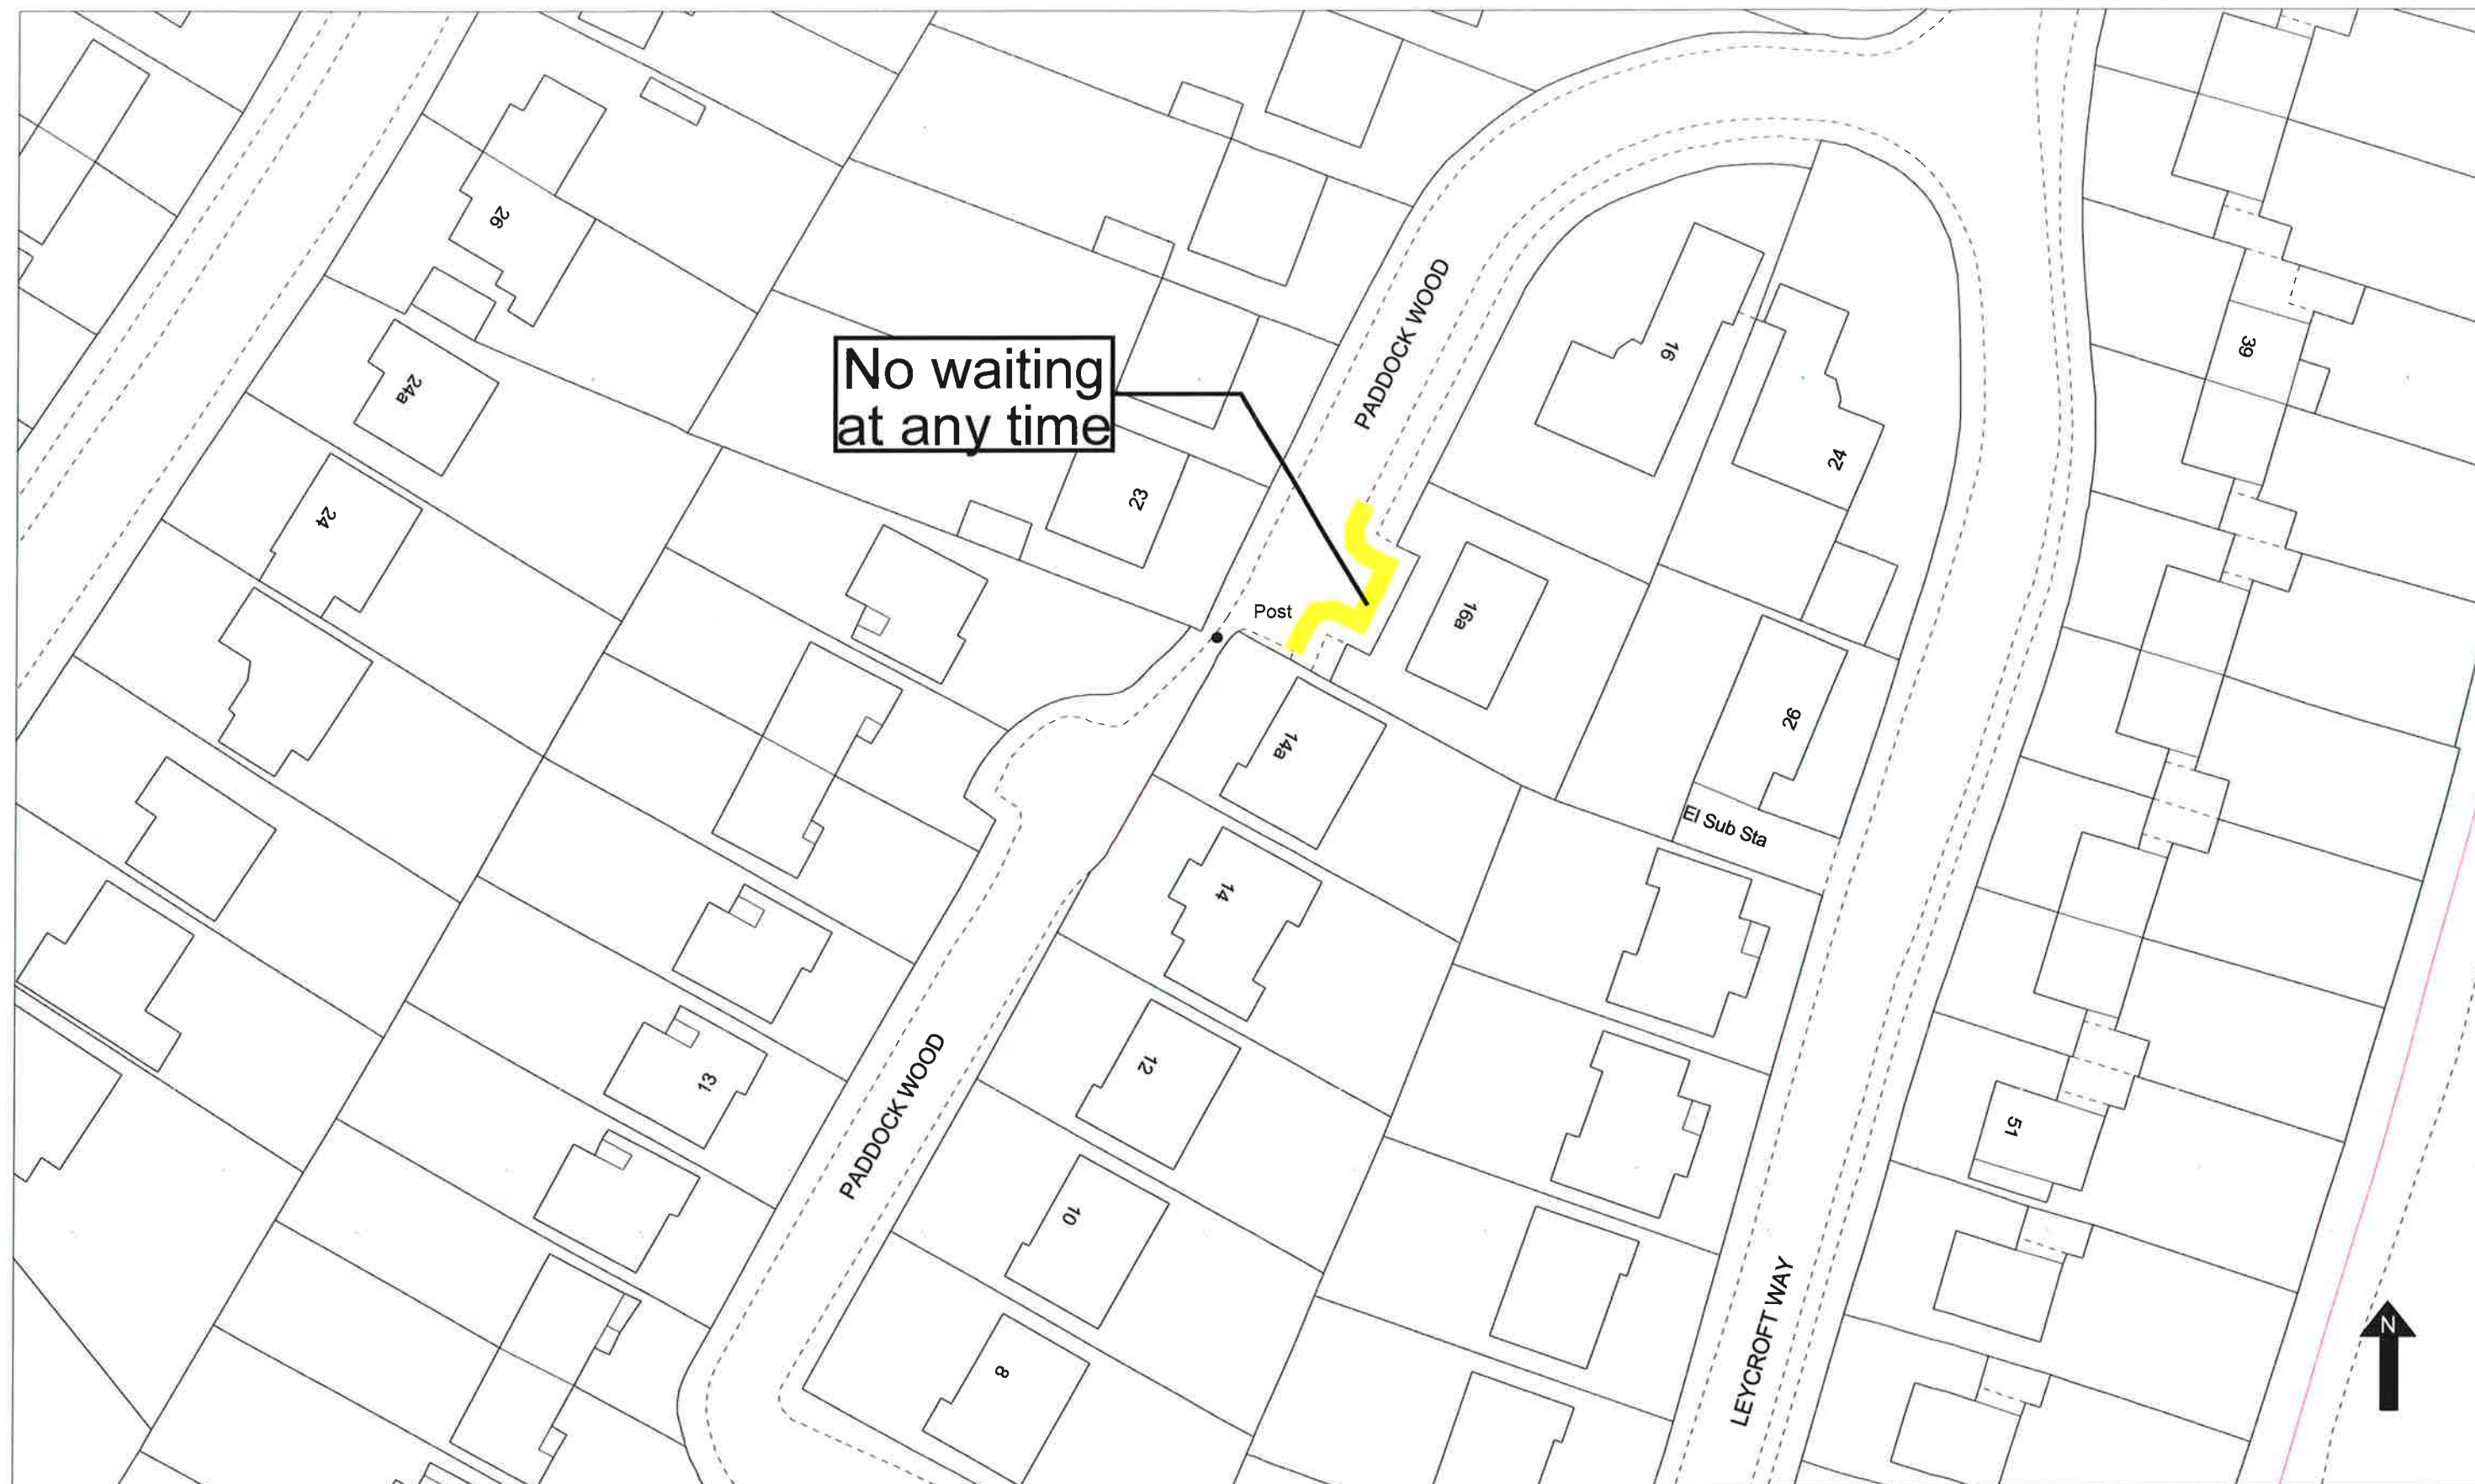 26
24a
24
No waiting
at any time
PADDOCK WOOD
16
24
39
23
Post
16a
14a
26
El Sub Sta
14
12
13
PADDOCK WOOD
10
51
8
LEYCROFT WAY
N